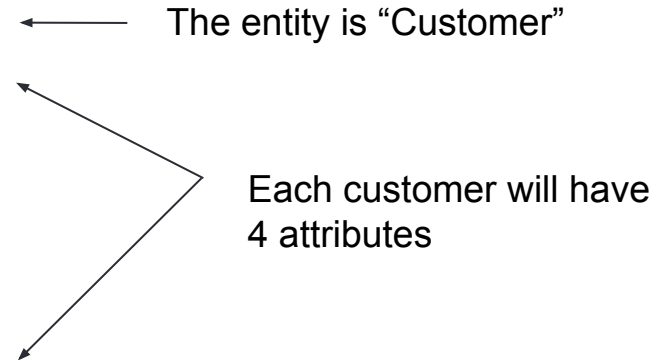 The entity is “Customer”
Each customer will have
4 attributes